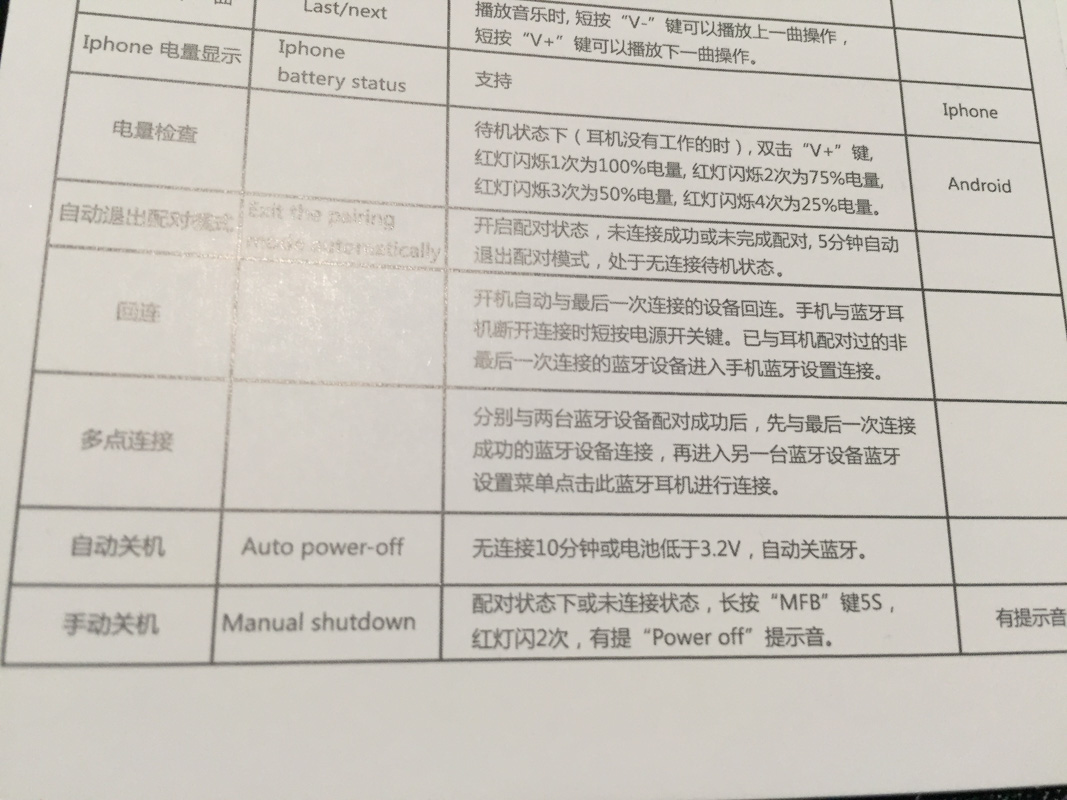 曲
Last/next
播放音乐时, 短按“V-”键可以播放上一曲操作，
短按“V+”键可以播放下一曲操作。
Iphone 电量显示
Iphone
battery status
支持
Iphone
电量检查
待机状态下（耳机没有工作的时）, 双击“V+”键,
红灯闪烁1次为100%电量, 红灯闪烁2次为75%电量,
红灯闪烁3次为50%电量, 红灯闪烁4次为25%电量。
Android
自动退出配对模式
Exit the pairing
mode automatically
开启配对状态，未连接成功或未完成配对, 5分钟自动
退出配对模式，处于无连接待机状态。
回连
开机自动与最后一次连接的设备回连。手机与蓝牙耳
机断开连接时短按电源开关键。已与耳机配对过的非
最后一次连接的蓝牙设备进入手机蓝牙设置连接。
多点连接
分别与两台蓝牙设备配对成功后，先与最后一次连接
成功的蓝牙设备连接，再进入另一台蓝牙设备蓝牙
设置菜单点击此蓝牙耳机进行连接。
自动关机
Auto power-off
无连接10分钟或电池低于3.2V，自动关蓝牙。
手动关机
Manual shutdown
配对状态下或未连接状态，长按“MFB”键5S，
红灯闪2次，有提“Power off”提示音。
有提示音